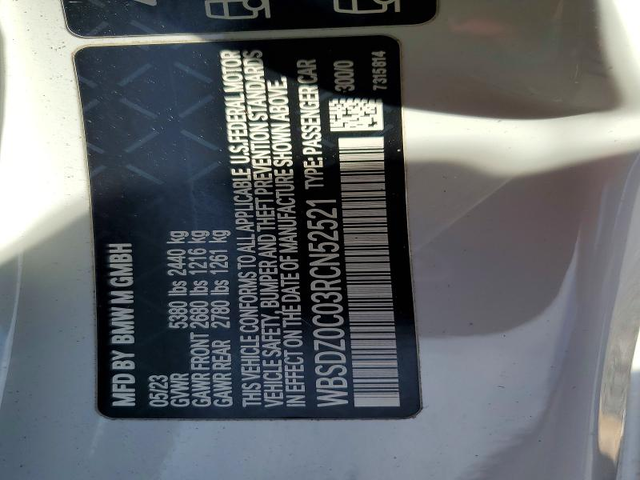 MFD BY BMW M GMBH
05/23
GVWR 5380 lbs 2440 kg
GAWR FRONT 2680 lbs 1216 kg
GAWR REAR 2780 lbs 1261 kg
THIS VEHICLE CONFORMS TO ALL APPLICABLE U.S. FEDERAL MOTOR
VEHICLE SAFETY, BUMPER AND THEFT PREVENTION STANDARDS
IN EFFECT ON THE DATE OF MANUFACTURE SHOWN ABOVE.
WBSDZ0C03RCN52521 TYPE: PASSENGER CAR
300/0
7315814